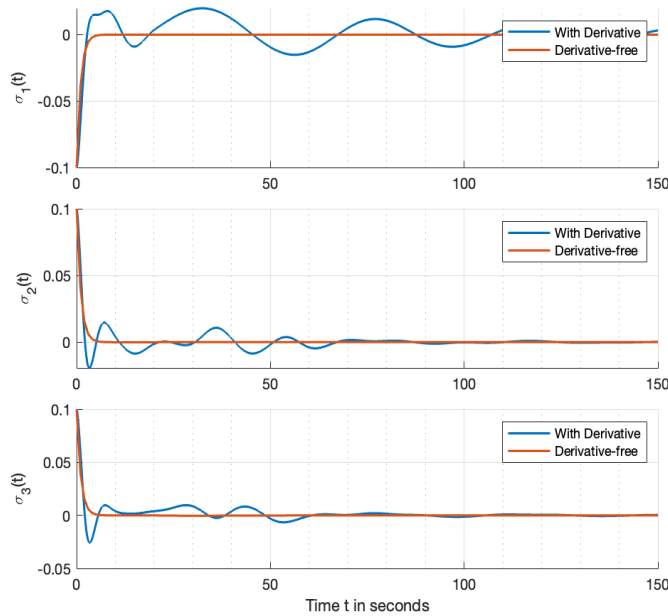 0
-0.05
-0.1
σ1(t)
With Derivative
Derivative-free
0 50 100 150
0.1
0.05
0
σ2(t)
With Derivative
Derivative-free
0 50 100 150
0.1
0.05
0
-0.05
σ3(t)
With Derivative
Derivative-free
0 50 100 150
Time t in seconds